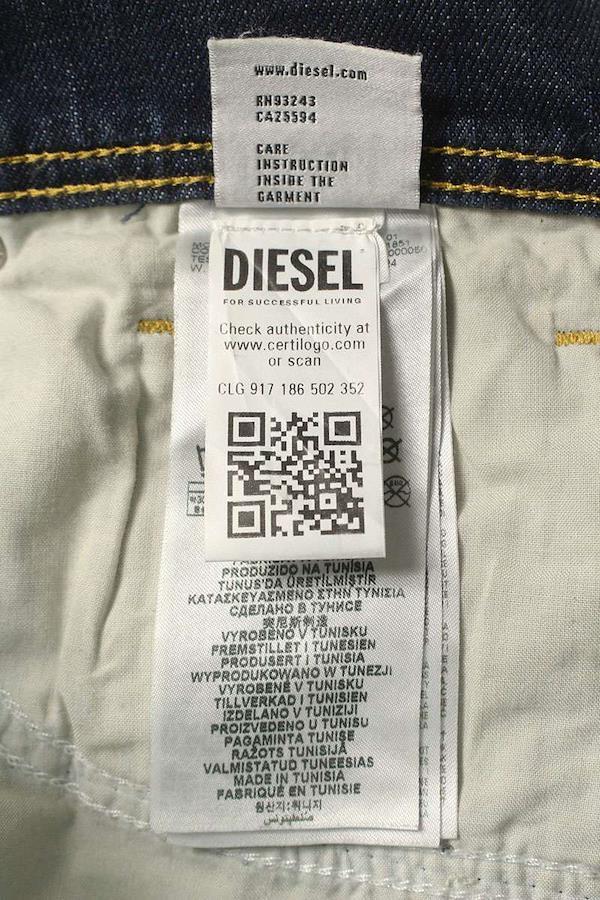 www.diesel.com
RN93243
CA25594
CARE
INSTRUCTION
INSIDE THE
GARMENT
DIESEL
FOR SUCCESSFUL LIVING
Check authenticity at
www.certilogo.com
or scan
CLG 917 186 502 352
PRODUZIDO NA TUNÍSIA
TUNUS'DA ÜRETİLMİŞTİR
ΚΑΤΑΣΚΕΥΑΣΜΕΝΟ ΣΤΗΝ ΤΥΝΙΣΙΑ
СДЕЛАНО В ТУНИСЕ
突尼斯制造
VYROBENO V TUNISKU
FREMSTILLET I TUNESIEN
PRODUSERT I TUNISIA
WYPRODUKOWANO W TUNEZJI
VYROBENÉ V TUNISKU
TILLVERKAD I TUNISIEN
IZDELANO V TUNIZIJI
PROIZVEDENO U TUNISU
PAGAMINTA TUNISE
RAŽOTS TUNISIJĀ
VALMISTATUD TUNEESIAS
MADE IN TUNISIA
FABRIQUÉ EN TUNISIE
원산지:튀니지